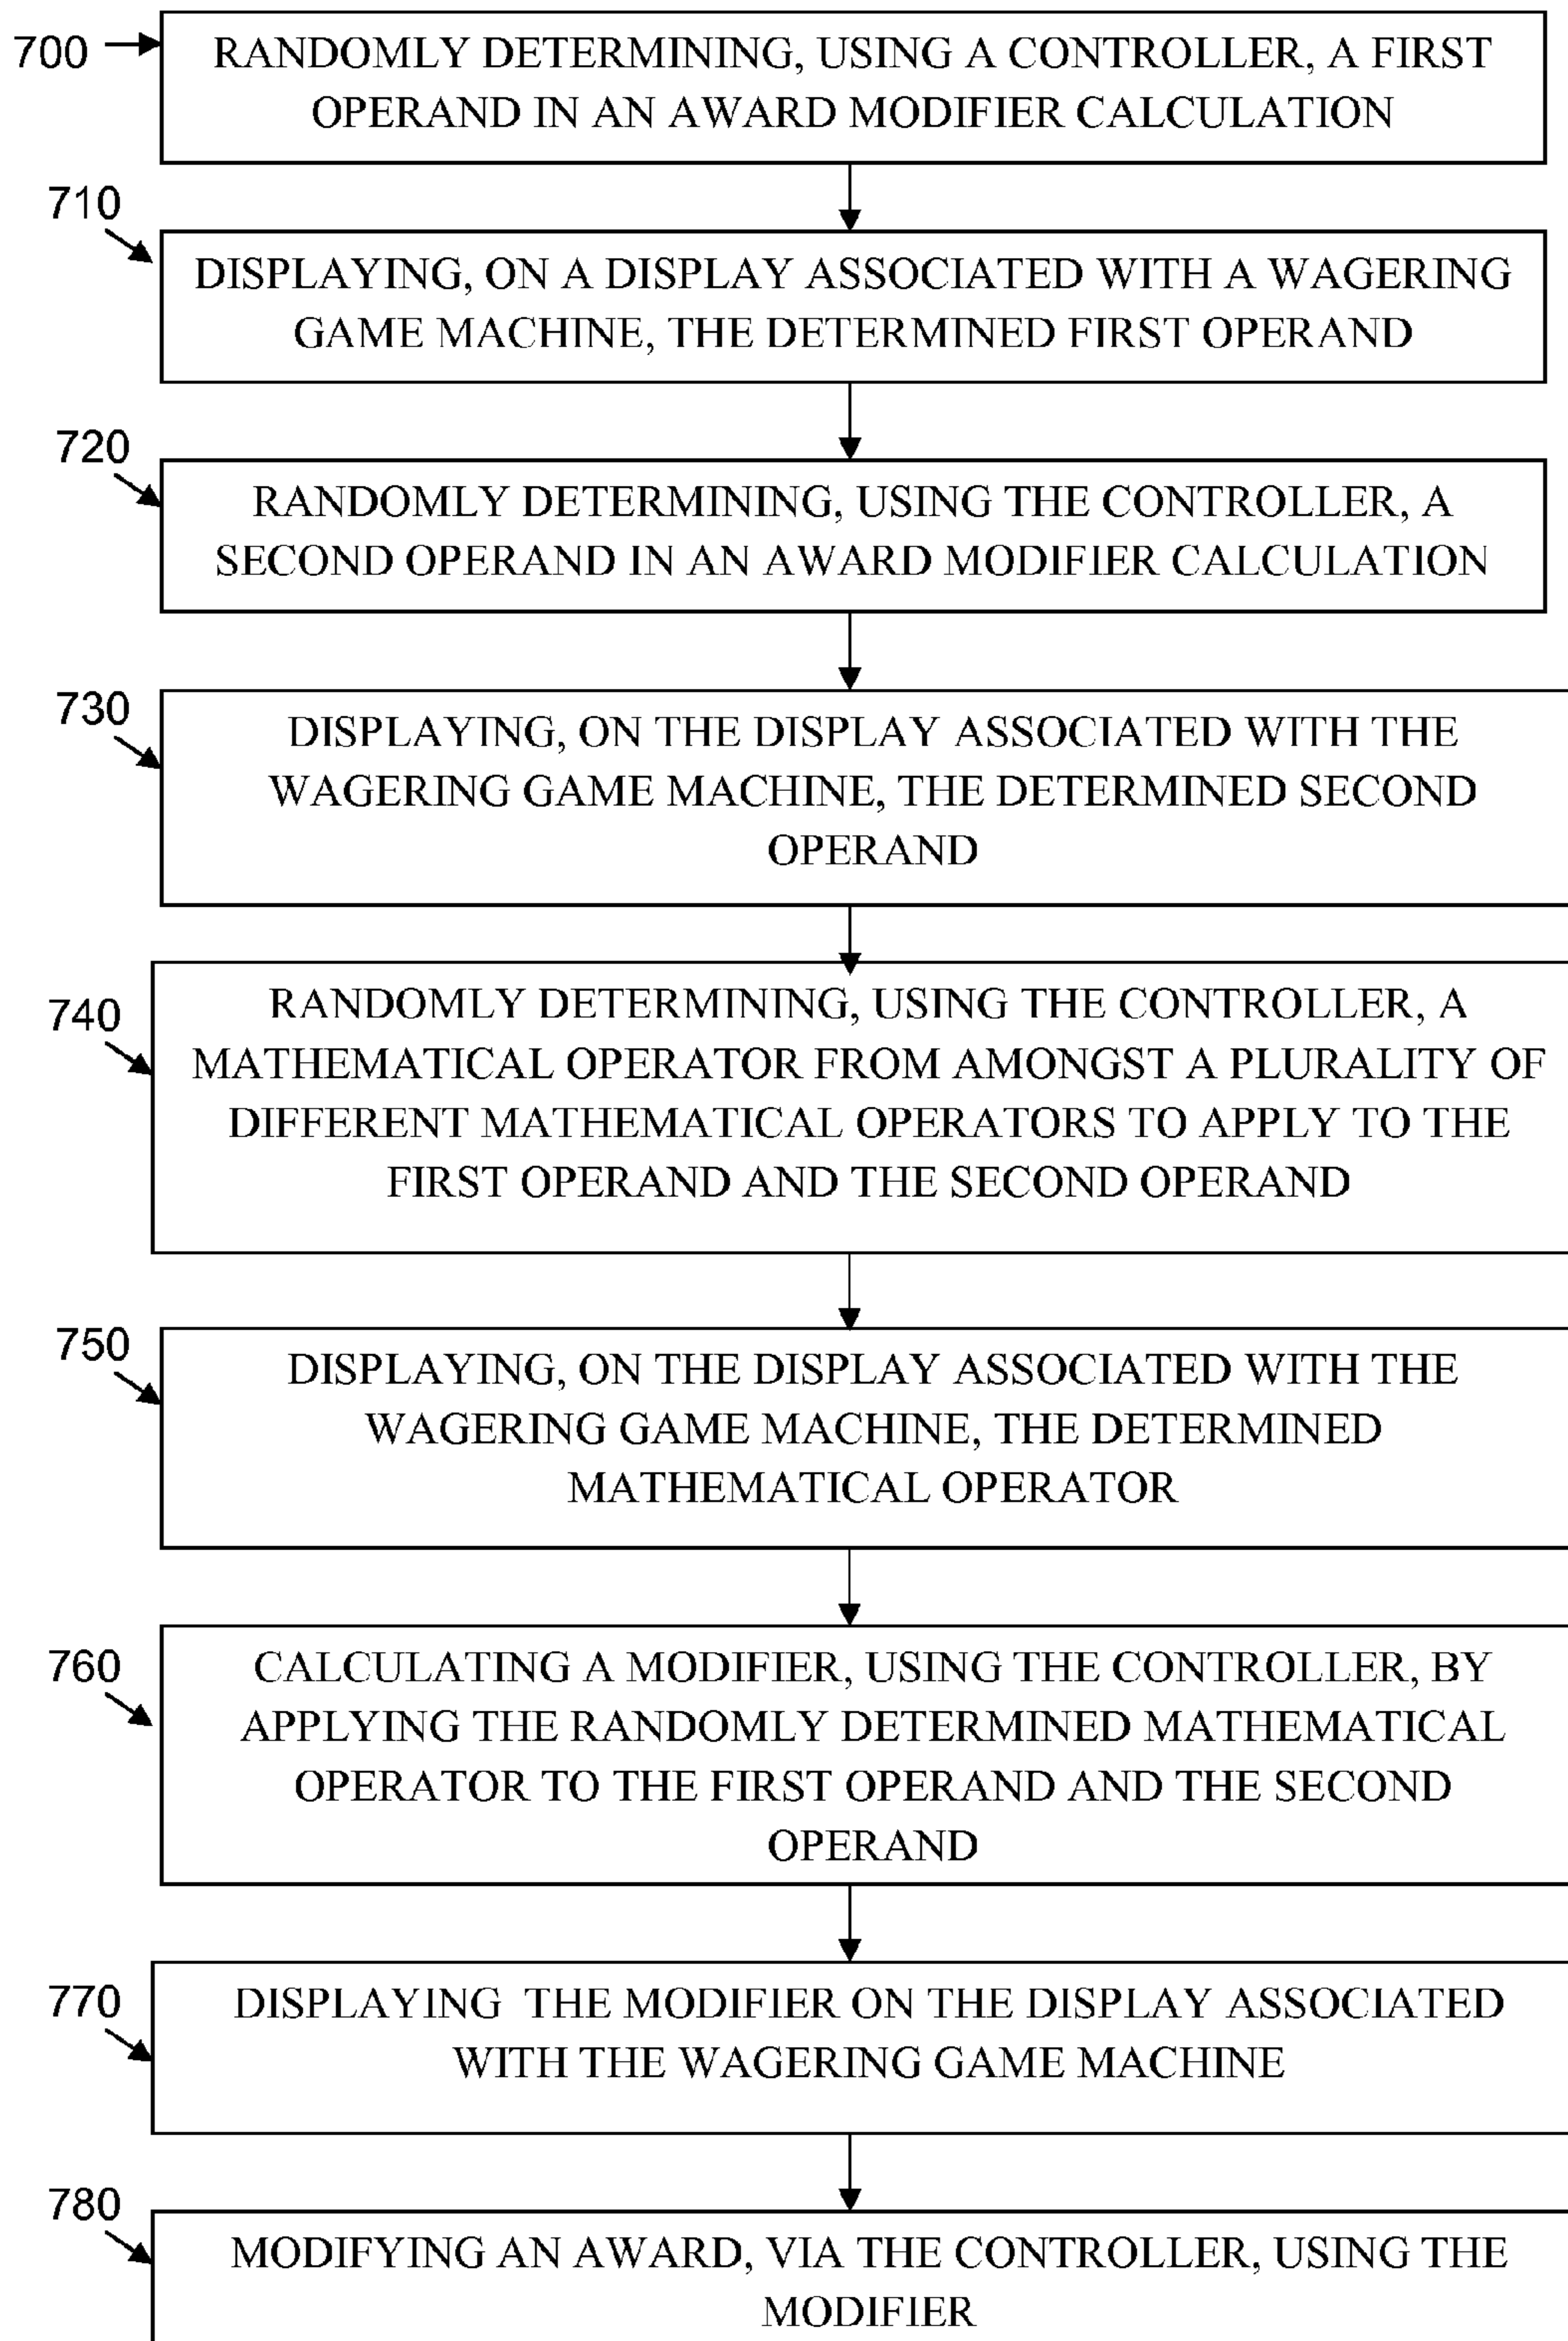 700
RANDOMLY DETERMINING, USING A CONTROLLER, A FIRST
OPERAND IN AN AWARD MODIFIER CALCULATION
710
DISPLAYING, ON A DISPLAY ASSOCIATED WITH A WAGERING
GAME MACHINE, THE DETERMINED FIRST OPERAND
720
RANDOMLY DETERMINING, USING THE CONTROLLER, A
SECOND OPERAND IN AN AWARD MODIFIER CALCULATION
730
DISPLAYING, ON THE DISPLAY ASSOCIATED WITH THE
WAGERING GAME MACHINE, THE DETERMINED SECOND
OPERAND
740
RANDOMLY DETERMINING, USING THE CONTROLLER, A
MATHEMATICAL OPERATOR FROM AMONGST A PLURALITY OF
DIFFERENT MATHEMATICAL OPERATORS TO APPLY TO THE
FIRST OPERAND AND THE SECOND OPERAND
750
DISPLAYING, ON THE DISPLAY ASSOCIATED WITH THE
WAGERING GAME MACHINE, THE DETERMINED
MATHEMATICAL OPERATOR
760
CALCULATING A MODIFIER, USING THE CONTROLLER, BY
APPLYING THE RANDOMLY DETERMINED MATHEMATICAL
OPERATOR TO THE FIRST OPERAND AND THE SECOND
OPERAND
770
DISPLAYING THE MODIFIER ON THE DISPLAY ASSOCIATED
WITH THE WAGERING GAME MACHINE
780
MODIFYING AN AWARD, VIA THE CONTROLLER, USING THE
MODIFIER